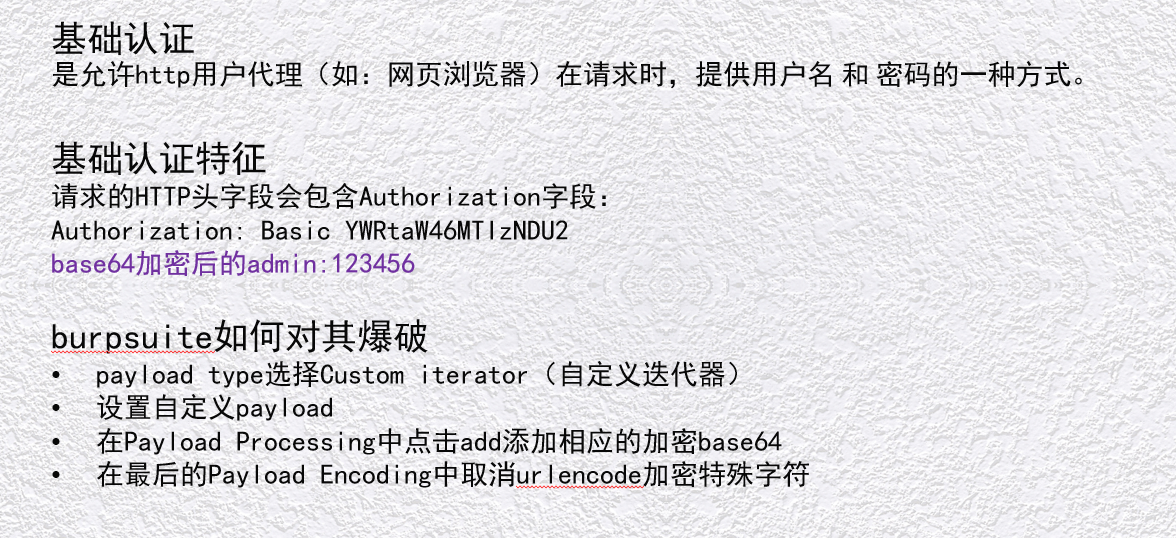 基础认证
是允许http用户代理（如：网页浏览器）在请求时，提供用户名 和 密码的一种方式。
基础认证特征
请求的HTTP头字段会包含Authorization字段：
Authorization: Basic YWRtaW46MTIzNDU2
base64加密后的admin:123456
burpsuite如何对其爆破
• payload type选择Custom iterator（自定义迭代器）
• 设置自定义payload
• 在Payload Processing中点击add添加相应的加密base64
• 在最后的Payload Encoding中取消urlencode加密特殊字符